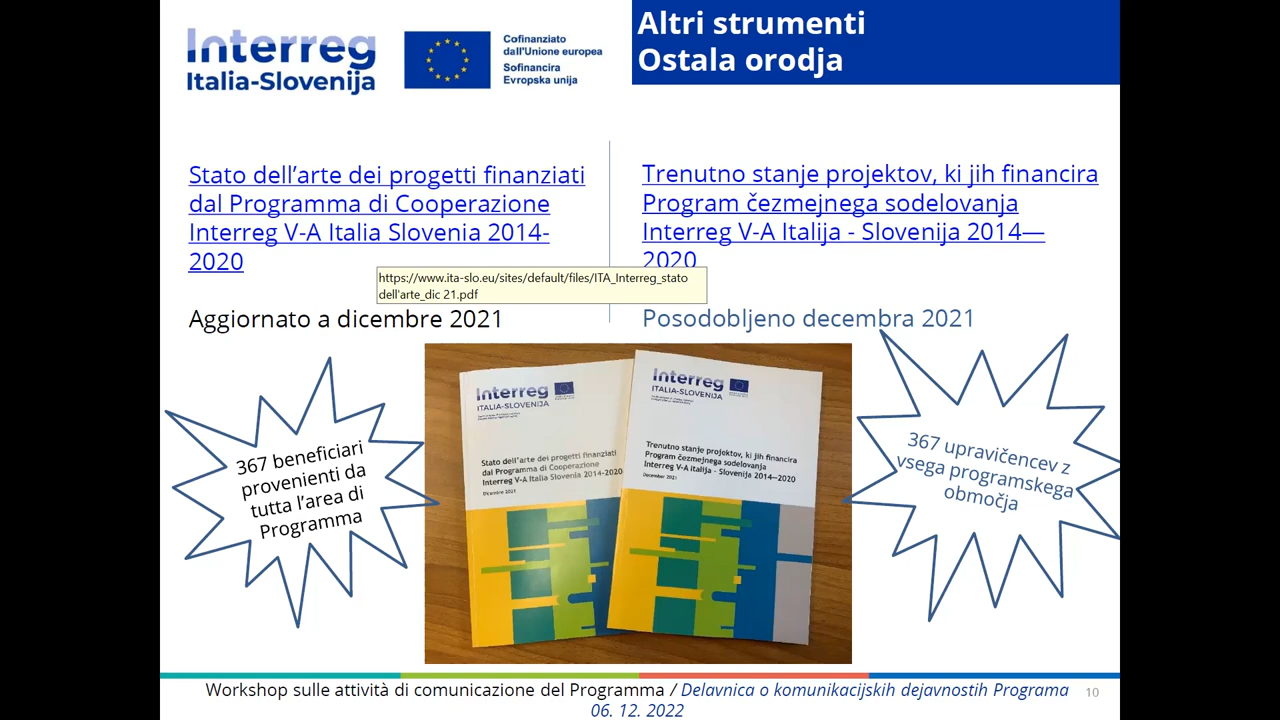 Interreg
Italia-Slovenija
Cofinanziato
dall'Unione europea
Sofinancira
Evropska unija
Altri strumenti
Ostala orodja
Stato dell'arte dei progetti finanziati
dal Programma di Cooperazione
Interreg V-A Italia Slovenia 2014-
2020
Trenutno stanje projektov, ki jih financira
Program čezmejnega sodelovanja
Interreg V-A Italija - Slovenija 2014—
2020
https://www.ita-slo.eu/sites/default/files/ITA_Interreg_stato
dell'arte_dic 21.pdf
Aggiornato a dicembre 2021
Posodobljeno decembra 2021
367 beneficiari
provenienti da
tutta l'area di
Programma
Interreg
ITALIA-SLOVENIJA
Stato dell'arte dei progetti finanziati
dal Programma di Cooperazione
Interreg V-A Italia Slovenia 2014-2020
Dicembre 2021
Interreg
ITALIA-SLOVENIJA
Trenutno stanje projektov, ki jih financira
Program čezmejnega sodelovanja
Interreg V-A Italija - Slovenija 2014—2020
December 2021
367 upravičencev z
vsega programskega
območja
Workshop sulle attività di comunicazione del Programma / Delavnica o komunikacijskih dejavnostih Programa
06. 12. 2022
10